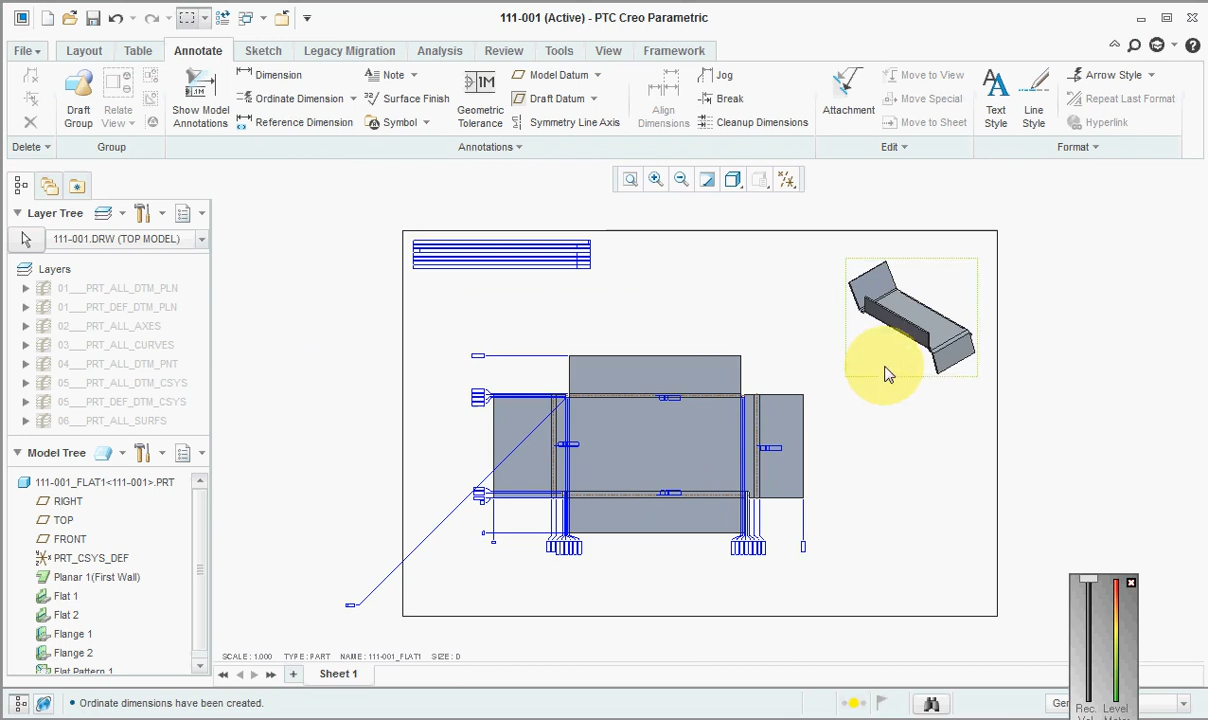 111-001 (Active) - PTC Creo Parametric
File
Layout
Table
Annotate
Sketch
Legacy Migration
Analysis
Review
Tools
View
Framework
Draft Group
Relate View
Show Model Annotations
Dimension
Ordinate Dimension
Reference Dimension
Note
Surface Finish
Symbol
Geometric Tolerance
Model Datum
Draft Datum
Symmetry Line Axis
Align Dimensions
Jog
Break
Cleanup Dimensions
Attachment
Move to View
Move Special
Move to Sheet
Text Style
Line Style
Arrow Style
Repeat Last Format
Hyperlink
Delete
Group
Annotations
Edit
Format
Layer Tree
111-001.DRW (TOP MODEL)
Layers
01___PRT_ALL_DTM_PLN
01___PRT_DEF_DTM_PLN
02___PRT_ALL_AXES
03___PRT_ALL_CURVES
04___PRT_ALL_DTM_PNT
05___PRT_ALL_DTM_CSYS
05___PRT_DEF_DTM_CSYS
06___PRT_ALL_SURFS
Model Tree
111-001_FLAT1<111-001>.PRT
RIGHT
TOP
FRONT
PRT_CSYS_DEF
Planar 1(First Wall)
Flat 1
Flat 2
Flange 1
Flange 2
Flat Pattern 1
SCALE : 1.000 TYPE : PART NAME : 111-001_FLAT1 SIZE : D
Sheet 1
Ordinate dimensions have been created.
Rec. Level